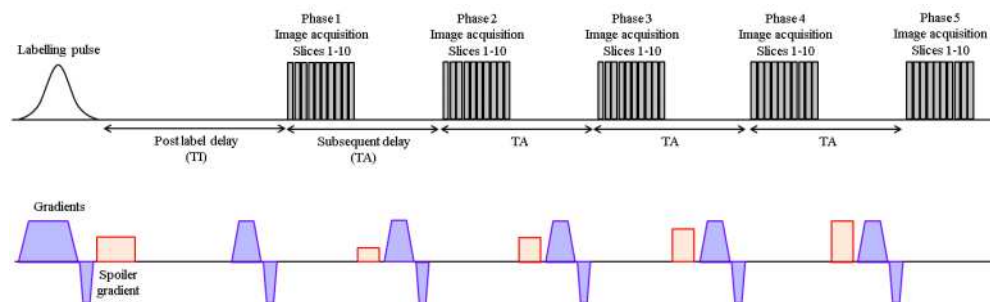 Labelling pulse
Phase 1
Image acquisition
Slices 1-10
Phase 2
Image acquisition
Slices 1-10
Phase 3
Image acquisition
Slices 1-10
Phase 4
Image acquisition
Slices 1-10
Phase 5
Image acquisition
Slices 1-10
Post label delay
(TI)
Subsequent delay
(TA)
TA
TA
TA
Gradients
Spoiler
gradient